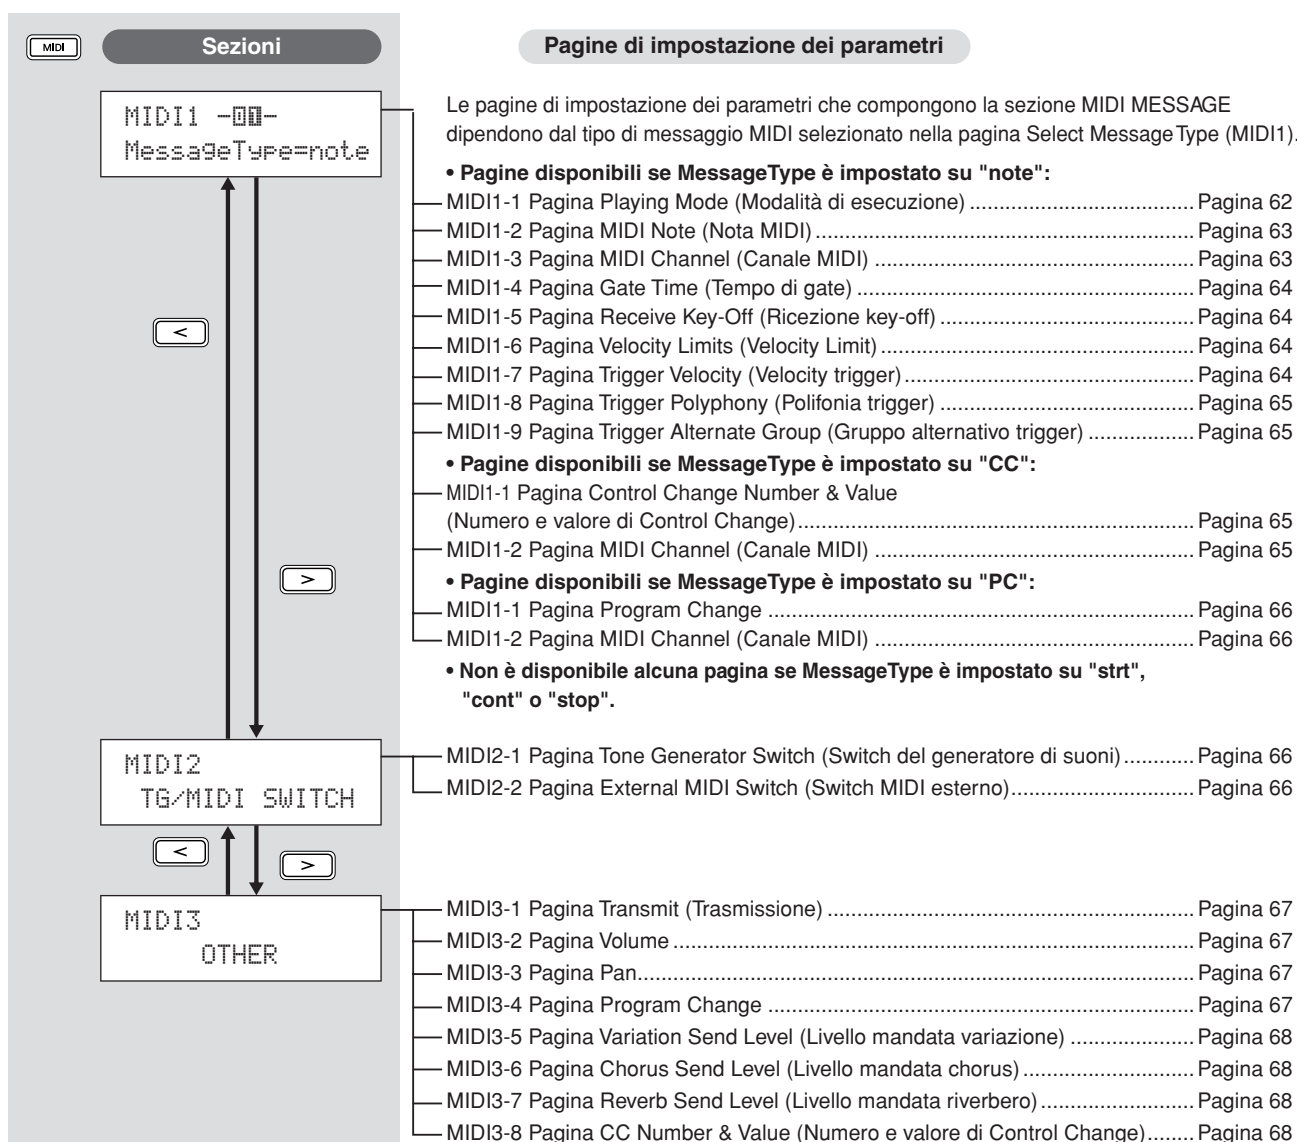 MIDI
Sezioni
Pagine di impostazione dei parametri
MIDI1 -01-
MessageType=note
Le pagine di impostazione dei parametri che compongono la sezione MIDI MESSAGE
dipendono dal tipo di messaggio MIDI selezionato nella pagina Select Message Type (MIDI1).
• Pagine disponibili se MessageType è impostato su "note":
MIDI1-1 Pagina Playing Mode (Modalità di esecuzione) ...................................... Pagina 62
MIDI1-2 Pagina MIDI Note (Nota MIDI) ................................................................ Pagina 63
MIDI1-3 Pagina MIDI Channel (Canale MIDI) ...................................................... Pagina 63
MIDI1-4 Pagina Gate Time (Tempo di gate) ......................................................... Pagina 64
MIDI1-5 Pagina Receive Key-Off (Ricezione key-off) ........................................... Pagina 64
MIDI1-6 Pagina Velocity Limits (Velocity Limit) ..................................................... Pagina 64
MIDI1-7 Pagina Trigger Velocity (Velocity trigger) ................................................. Pagina 64
MIDI1-8 Pagina Trigger Polyphony (Polifonia trigger) ........................................... Pagina 65
MIDI1-9 Pagina Trigger Alternate Group (Gruppo alternativo trigger) .................. Pagina 65
• Pagine disponibili se MessageType è impostato su "CC":
MIDI1-1 Pagina Control Change Number & Value
(Numero e valore di Control Change) ................................................................... Pagina 65
MIDI1-2 Pagina MIDI Channel (Canale MIDI) ...................................................... Pagina 65
• Pagine disponibili se MessageType è impostato su "PC":
MIDI1-1 Pagina Program Change ........................................................................ Pagina 66
MIDI1-2 Pagina MIDI Channel (Canale MIDI) ...................................................... Pagina 66
• Non è disponibile alcuna pagina se MessageType è impostato su "strt",
"cont" o "stop".
<
>
MIDI2
TG/MIDI SWITCH
MIDI2-1 Pagina Tone Generator Switch (Switch del generatore di suoni) ............ Pagina 66
MIDI2-2 Pagina External MIDI Switch (Switch MIDI esterno) ............................... Pagina 66
<
>
MIDI3
OTHER
MIDI3-1 Pagina Transmit (Trasmissione) .............................................................. Pagina 67
MIDI3-2 Pagina Volume ........................................................................................ Pagina 67
MIDI3-3 Pagina Pan.............................................................................................. Pagina 67
MIDI3-4 Pagina Program Change ........................................................................ Pagina 67
MIDI3-5 Pagina Variation Send Level (Livello mandata variazione) ..................... Pagina 68
MIDI3-6 Pagina Chorus Send Level (Livello mandata chorus) ............................. Pagina 68
MIDI3-7 Pagina Reverb Send Level (Livello mandata riverbero) .......................... Pagina 68
MIDI3-8 Pagina CC Number & Value (Numero e valore di Control Change)........ Pagina 68